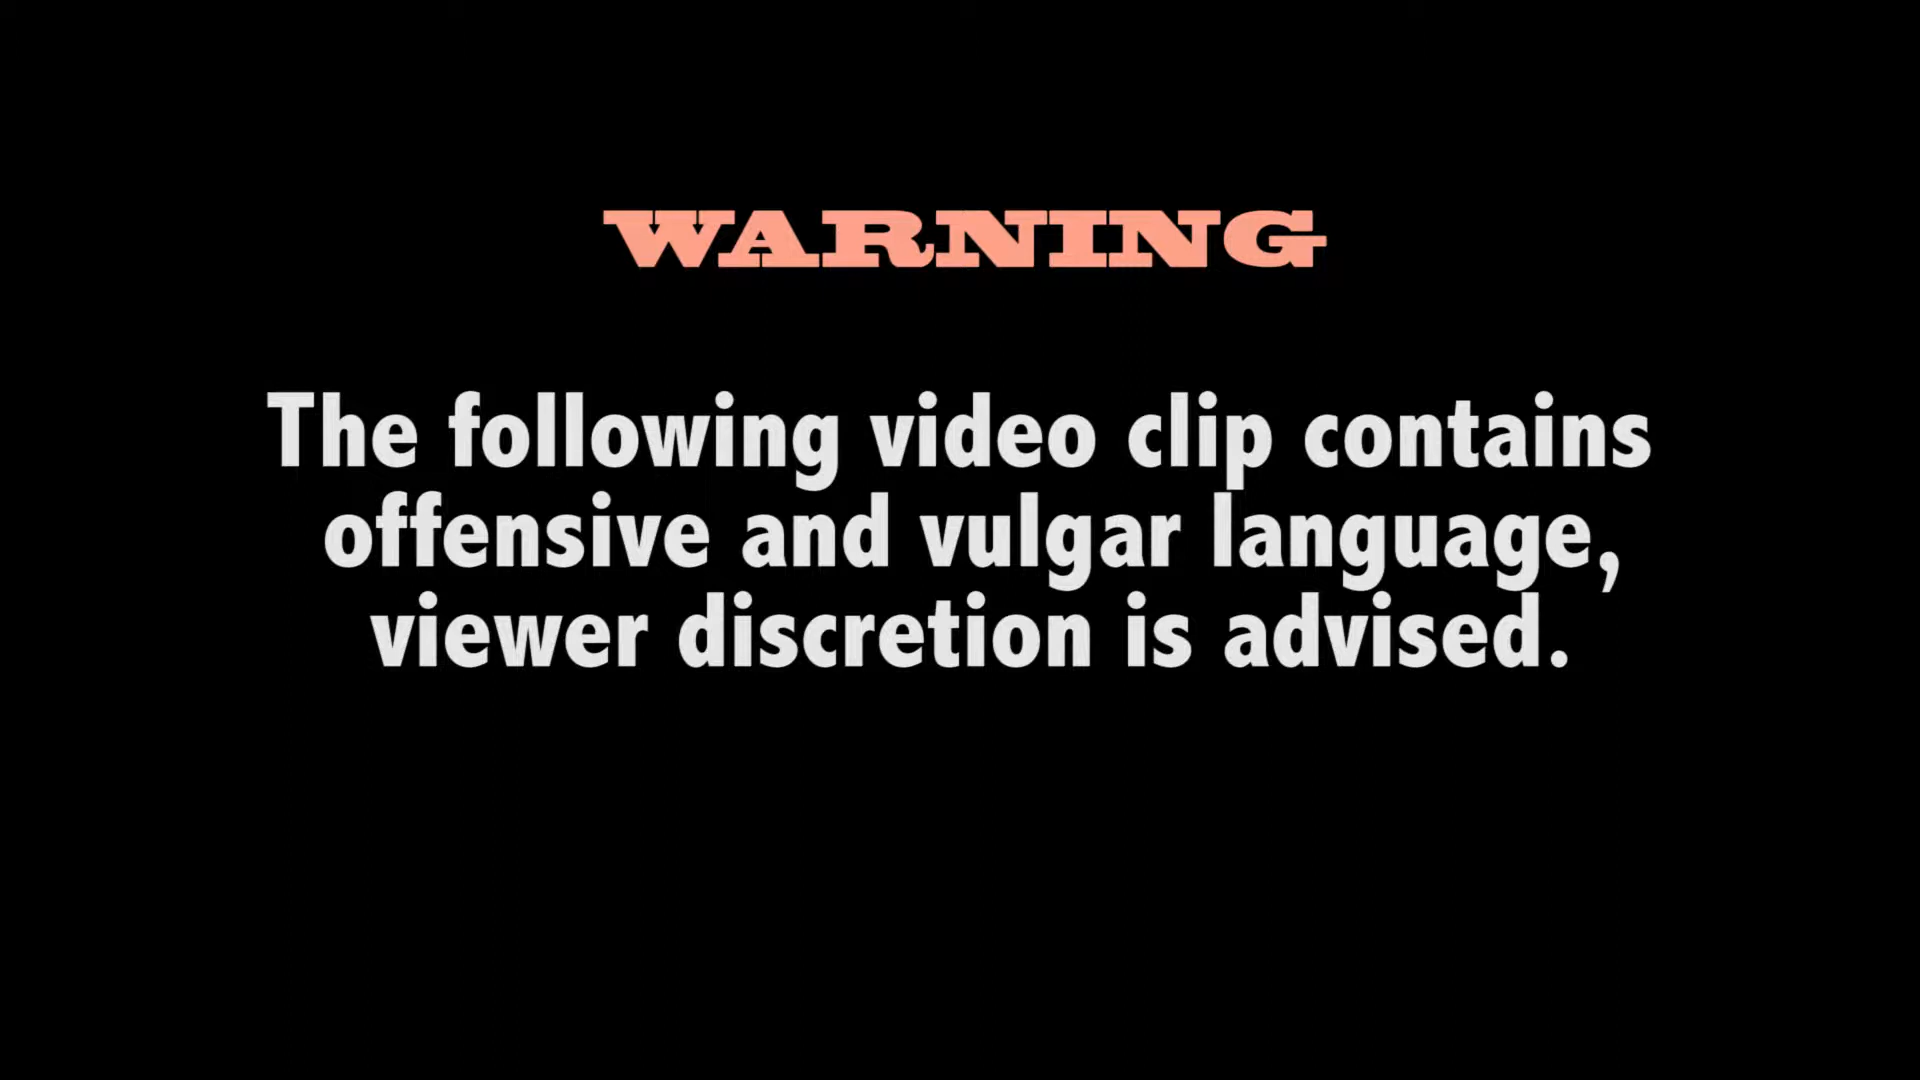 WARNING
The following video clip contains
offensive and vulgar language,
viewer discretion is advised.